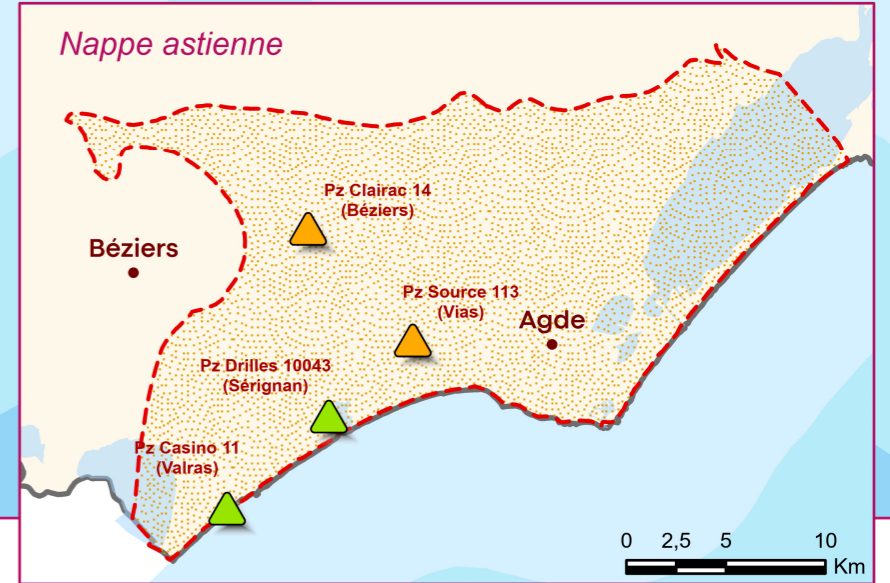 Nappe astienne
Pz Clairac 14
(Béziers)
Béziers
Pz Source 113
(Vias)
Agde
Pz Drilles 10043
(Sérignan)
Pz Casino 11
(Valras)
0 2,5 5 10
Km